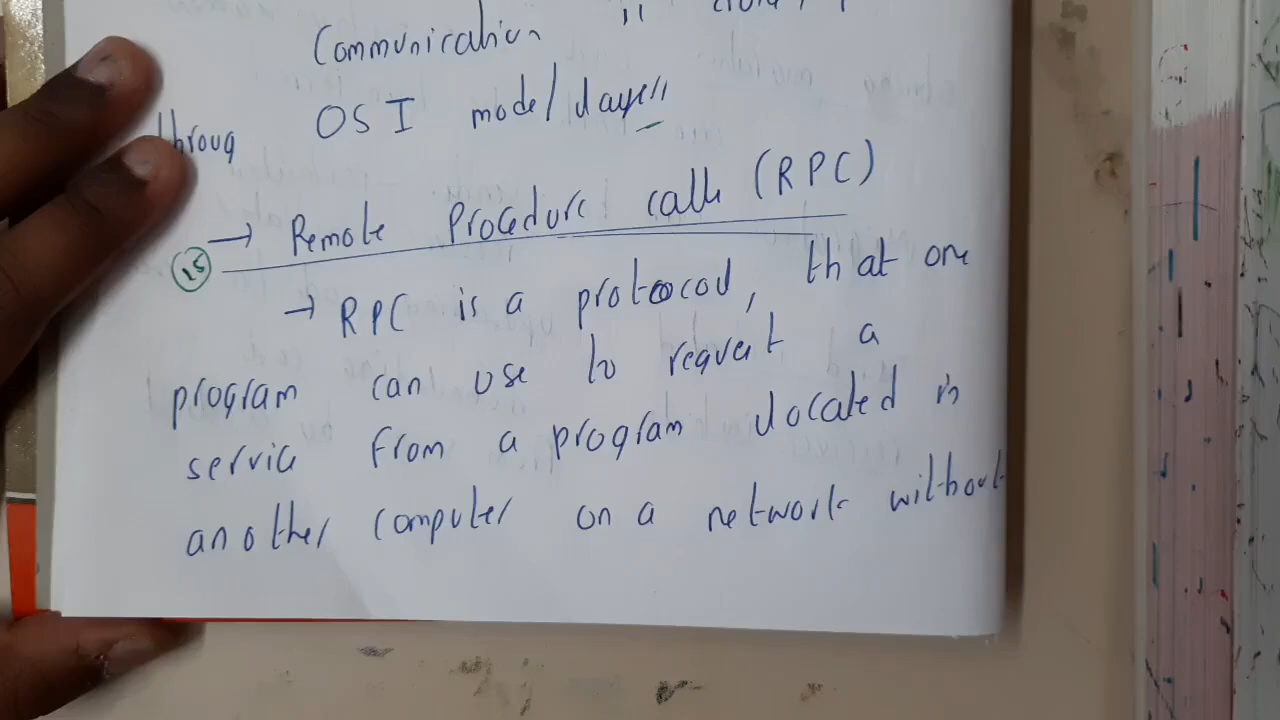 Communication is
throug OSI model layers
→ Remote Procedure calls (RPC)
15
→ RPC is a protocol, that one
program can use to request a
service from a program located in
another computer on a network without